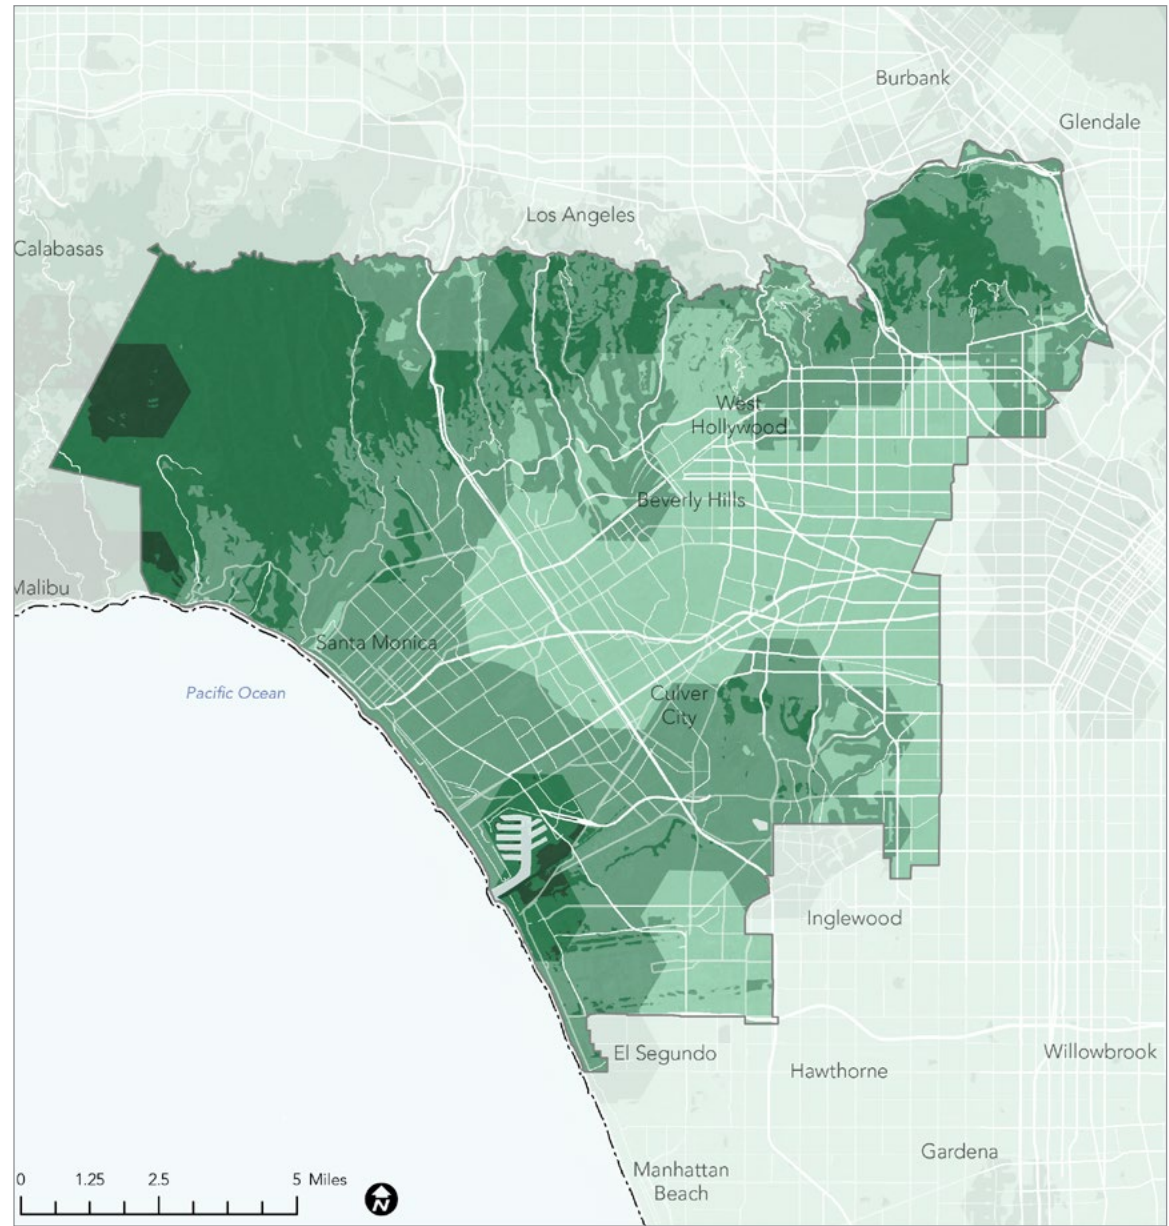 Burbank
Glendale
Los Angeles
Calabasas
West
Hollywood
Beverly Hills
Malibu
Santa Monica
Pacific Ocean
Culver
City
Inglewood
El Segundo
Willowbrook
Hawthorne
Gardena
Manhattan
Beach
0 1.25 2.5 5 Miles
N